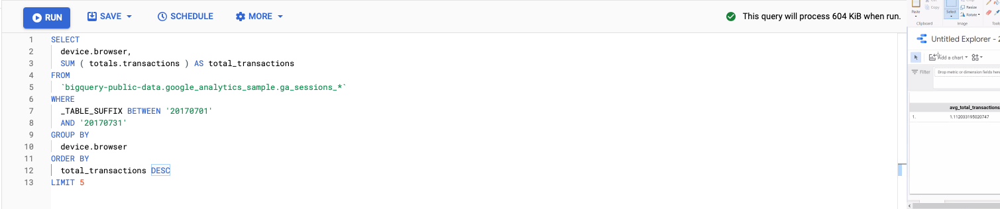 RUN SAVE SCHEDULE MORE This query will process 604 KiB when run.
1 SELECT
2 device.browser,
3 SUM ( totals.transactions ) AS total_transactions
4 FROM
5 `bigquery-public-data.google_analytics_sample.ga_sessions_*`
6 WHERE
7 _TABLE_SUFFIX BETWEEN '20170701'
8 AND '20170731'
9 GROUP BY
10 device.browser
11 ORDER BY
12 total_transactions DESC
13 LIMIT 5
Paste
Copy
Select
Resize
Rotate
Clipboard
Image
Tools
Untitled Explorer - 2
Add a chart
Filter
Drop metric or dimension fields here
avg_total_transactions
1. 1.112033195020747